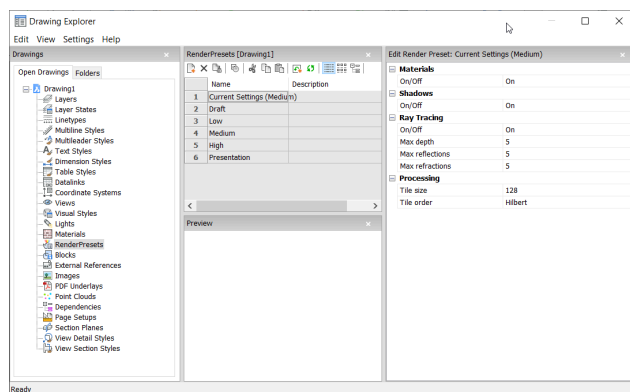 Drawing Explorer
Edit View Settings Help
Drawings
Open Drawings Folders
Drawing1
Layers
Layer States
Linetypes
Multiline Styles
Multileader Styles
Text Styles
Dimension Styles
Table Styles
Datalinks
Coordinate Systems
Views
Visual Styles
Lights
Materials
RenderPresets
Blocks
External References
Images
PDF Underlays
Point Clouds
Dependencies
Page Setups
Section Planes
View Detail Styles
View Section Styles
RenderPresets [Drawing1]
Name Description
1 Current Settings (Medium)
2 Draft
3 Low
4 Medium
5 High
6 Presentation
Preview
Edit Render Preset: Current Settings (Medium)
Materials
On/Off On
Shadows
On/Off On
Ray Tracing
On/Off On
Max depth 5
Max reflections 5
Max refractions 5
Processing
Tile size 128
Tile order Hilbert
Ready